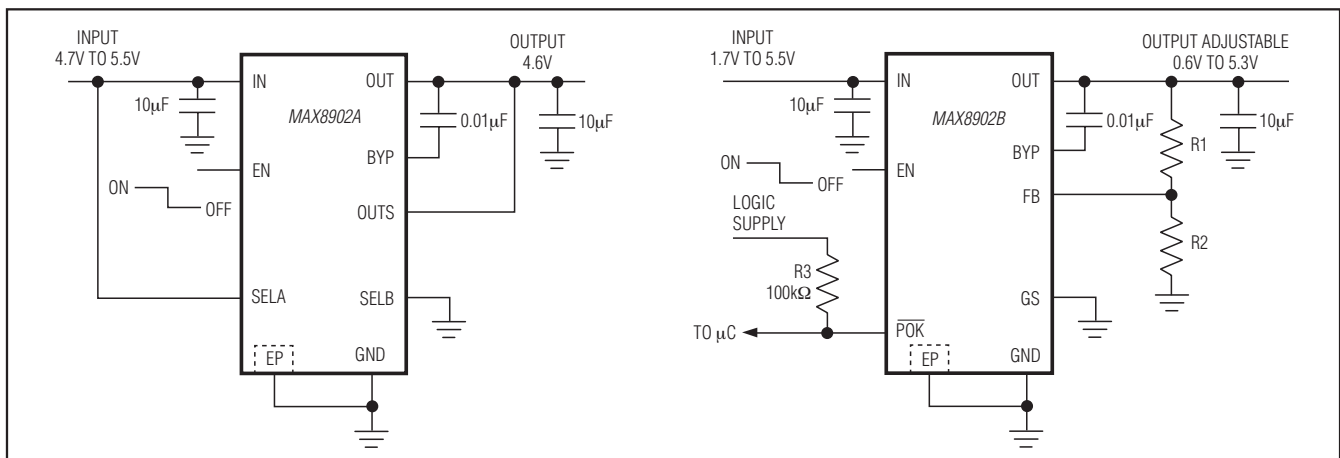 INPUT
4.7V TO 5.5V
OUTPUT
4.6V
IN
OUT
10µF
MAX8902A
0.01µF
10µF
BYP
EN
ON
OFF
OUTS
SELA
SELB
EP
GND
INPUT
1.7V TO 5.5V
OUTPUT ADJUSTABLE
0.6V TO 5.3V
IN
OUT
10µF
MAX8902B
0.01µF
10µF
R1
BYP
EN
ON
OFF
FB
LOGIC
SUPPLY
R2
R3
100kΩ
GS
TO µC
POK
EP
GND